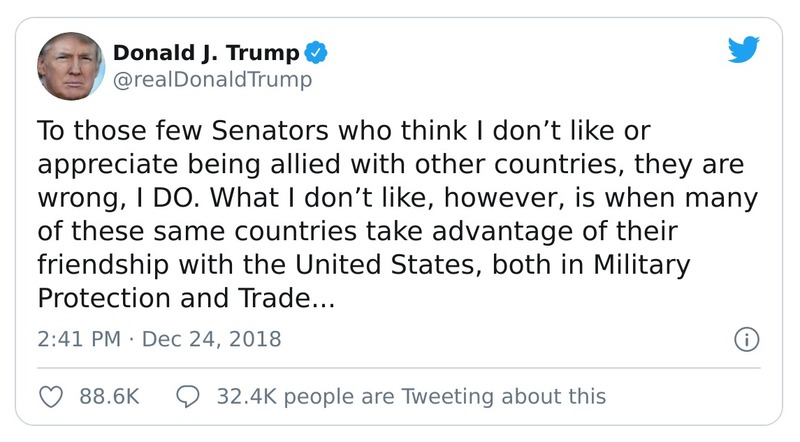 Donald J. Trump
@realDonaldTrump
To those few Senators who think I don’t like or
appreciate being allied with other countries, they are
wrong, I DO. What I don’t like, however, is when many
of these same countries take advantage of their
friendship with the United States, both in Military
Protection and Trade...
2:41 PM · Dec 24, 2018
88.6K 32.4K people are Tweeting about this